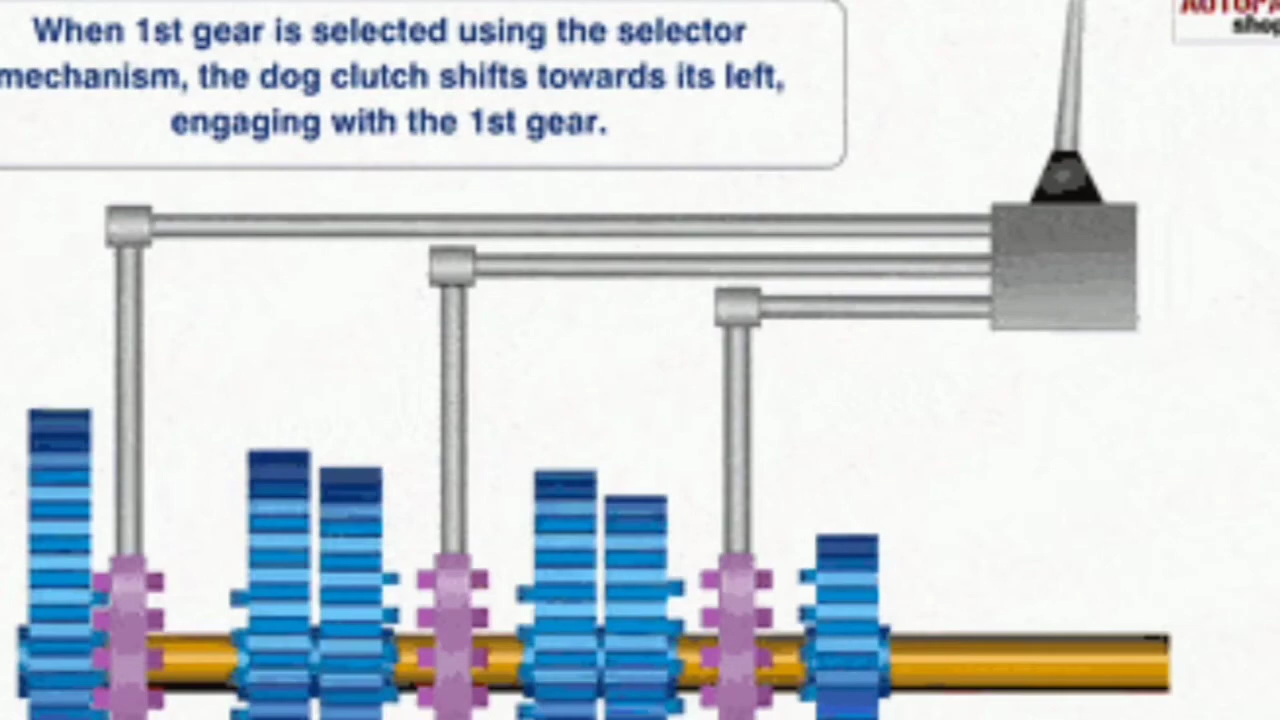 When 1st gear is selected using the selector
mechanism, the dog clutch shifts towards its left,
engaging with the 1st gear.